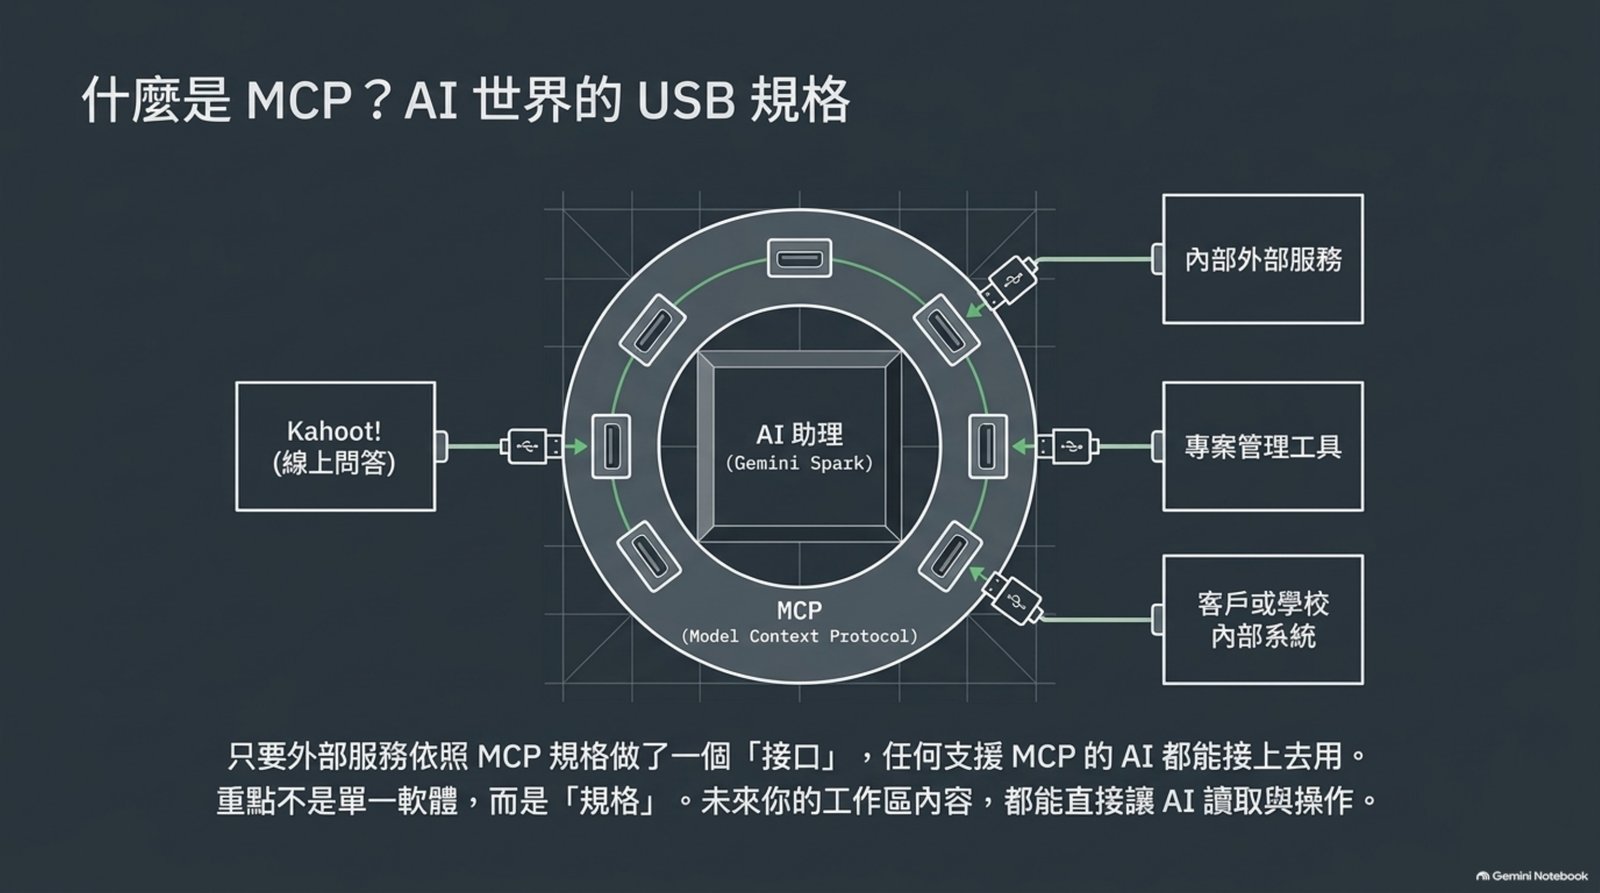 什麼是 MCP？AI 世界的 USB 規格
內部外部服務
Kahoot!
(線上問答)
AI 助理
(Gemini Spark)
專案管理工具
客戶或學校
內部系統
MCP
(Model Context Protocol)
只要外部服務依照 MCP 規格做了一個「接口」，任何支援 MCP 的 AI 都能接上去用。
重點不是單一軟體，而是「規格」。未來你的工作區內容，都能直接讓 AI 讀取與操作。
Gemini Notebook